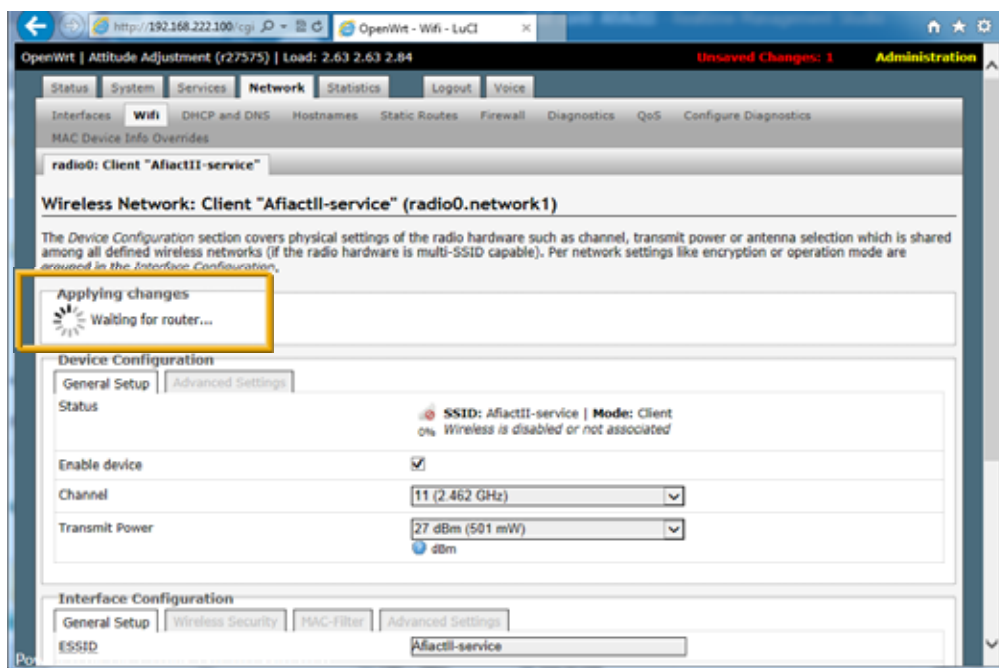 http://192.168.222.100/cgi
OpenWrt - Wifi - LuCI
OpenWrt | Attitude Adjustment (r27575) | Load: 2.63 2.63 2.84 Unsaved Changes: 1 Administration
Status System Services Network Statistics Logout Voice
Interfaces Wifi DHCP and DNS Hostnames Static Routes Firewall Diagnostics QoS Configure Diagnostics
MAC Device Info Overrides
radio0: Client "AfiactII-service"
Wireless Network: Client "AfiactII-service" (radio0.network1)
The Device Configuration section covers physical settings of the radio hardware such as channel, transmit power or antenna selection which is shared
among all defined wireless networks (if the radio hardware is multi-SSID capable). Per network settings like encryption or operation mode are
grouped in the Interface Configuration.
Applying changes
Waiting for router...
Device Configuration
General Setup Advanced Settings
Status
SSID: AfiactII-service | Mode: Client
0% Wireless is disabled or not associated
Enable device
Channel 11 (2.462 GHz)
Transmit Power 27 dBm (501 mW)
dBm
Interface Configuration
General Setup Wireless Security MAC-Filter Advanced Settings
ESSID AfiactII-service